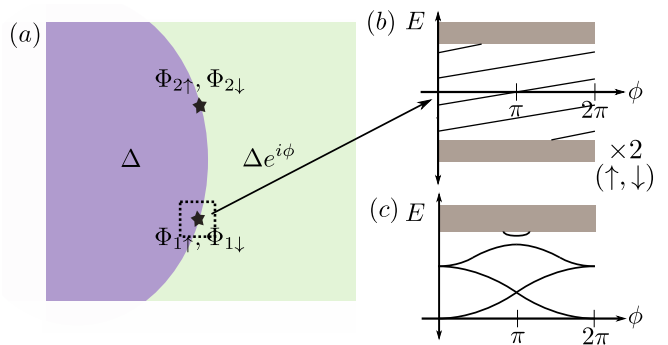 (a)
Φ2↑, Φ2↓
Δ
Δe^{iϕ}
Φ1↑, Φ1↓
(b) E
ϕ
π
2π
×2
(↑,↓)
(c) E
ϕ
π
2π